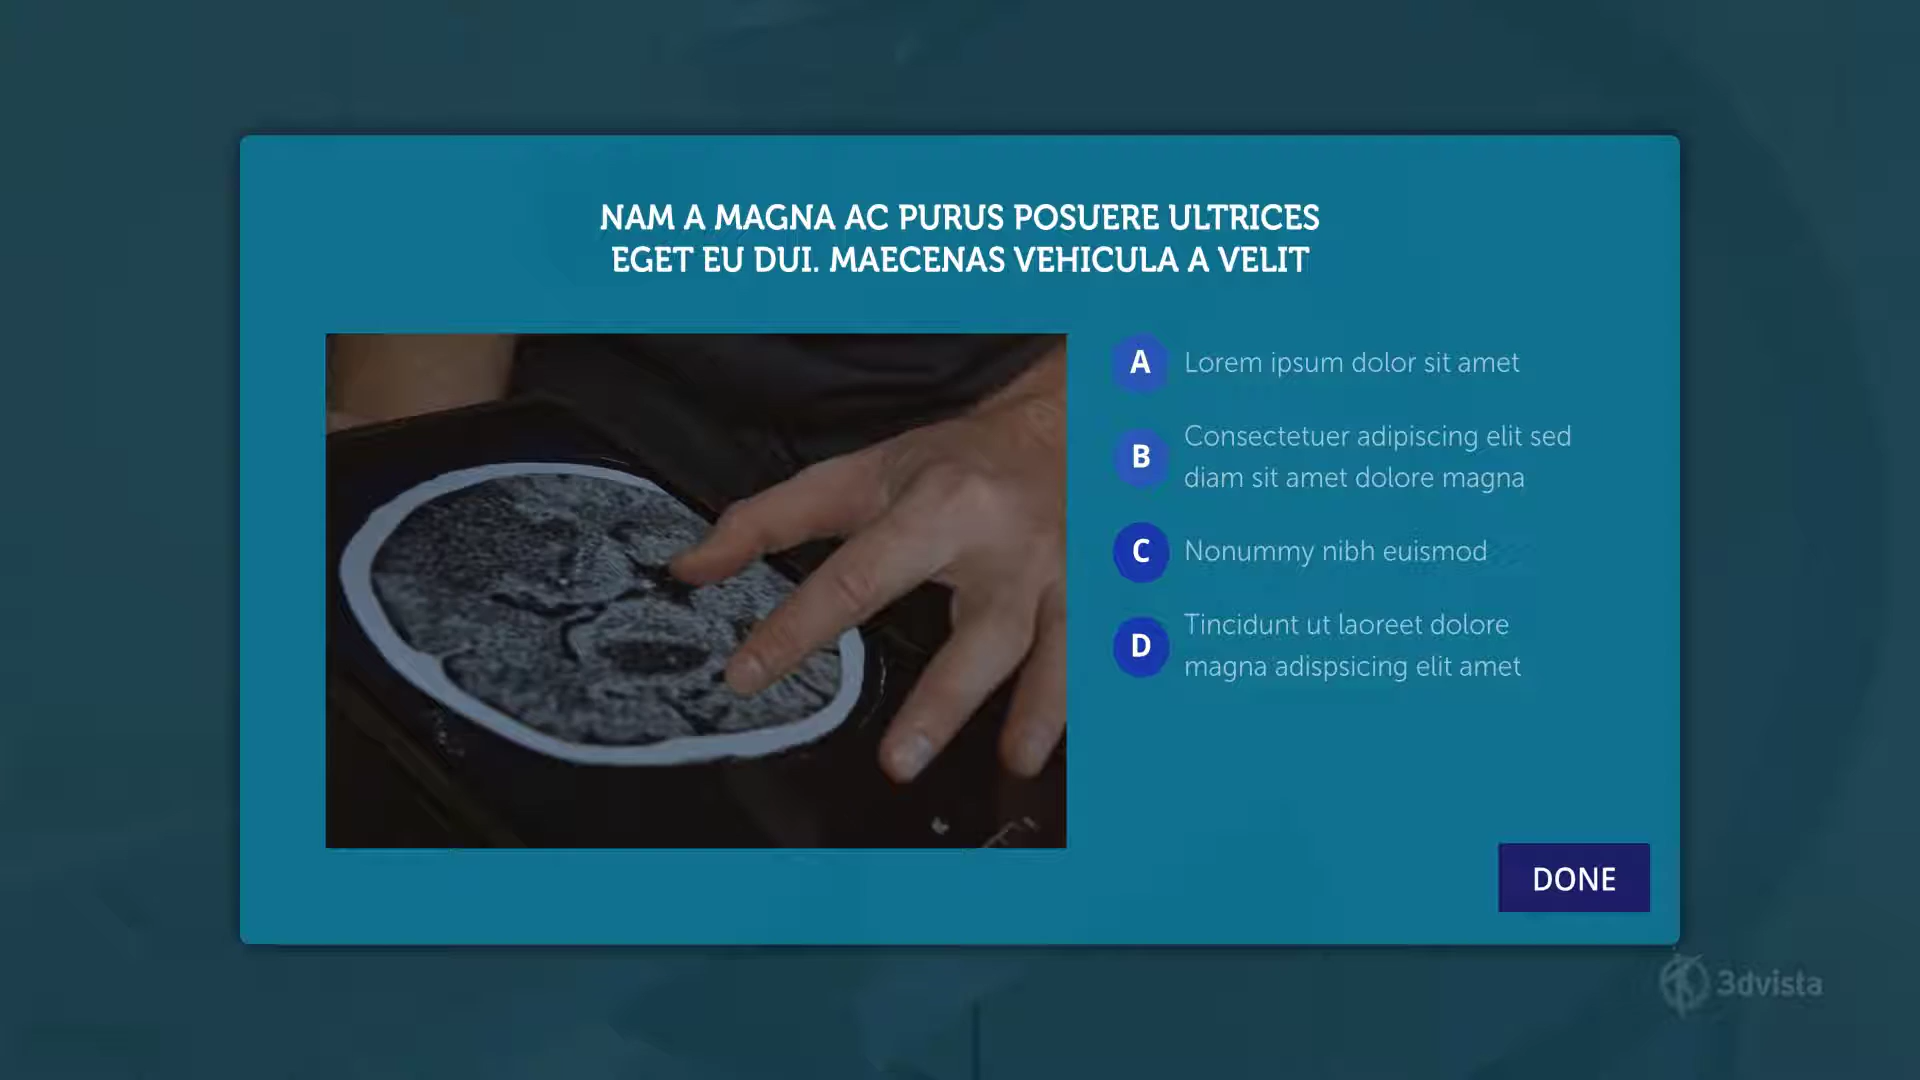 NAM A MAGNA AC PURUS POSUERE ULTRICES
EGET EU DUI. MAECENAS VEHICULA A VELIT
A Lorem ipsum dolor sit amet
B Consectetuer adipiscing elit sed
diam sit amet dolore magna
C Nonummy nibh euismod
D Tincidunt ut laoreet dolore
magna adispsicing elit amet
DONE
3dvista